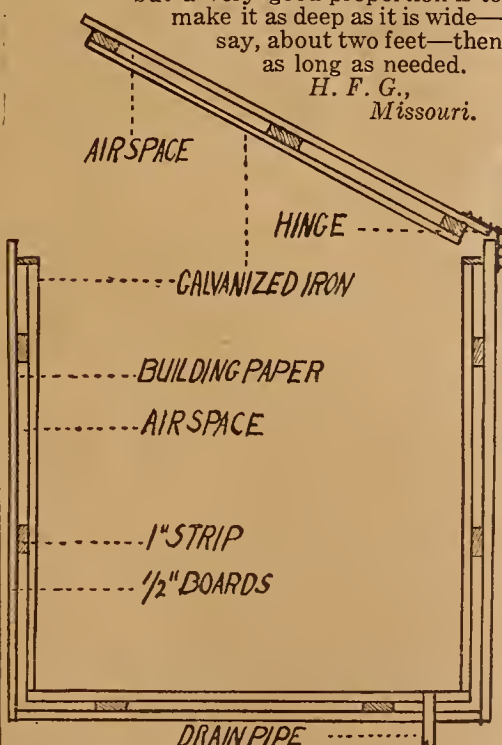 but a very good proportion is to
make it as deep as it is wide—
say, about two feet—then
as long as needed.
H. F. G.,
Missouri.
AIRSPACE
HINGE
GALVANIZED IRON
BUILDING PAPER
AIRSPACE
1" STRIP
1/2" BOARDS
DRAIN PIPE